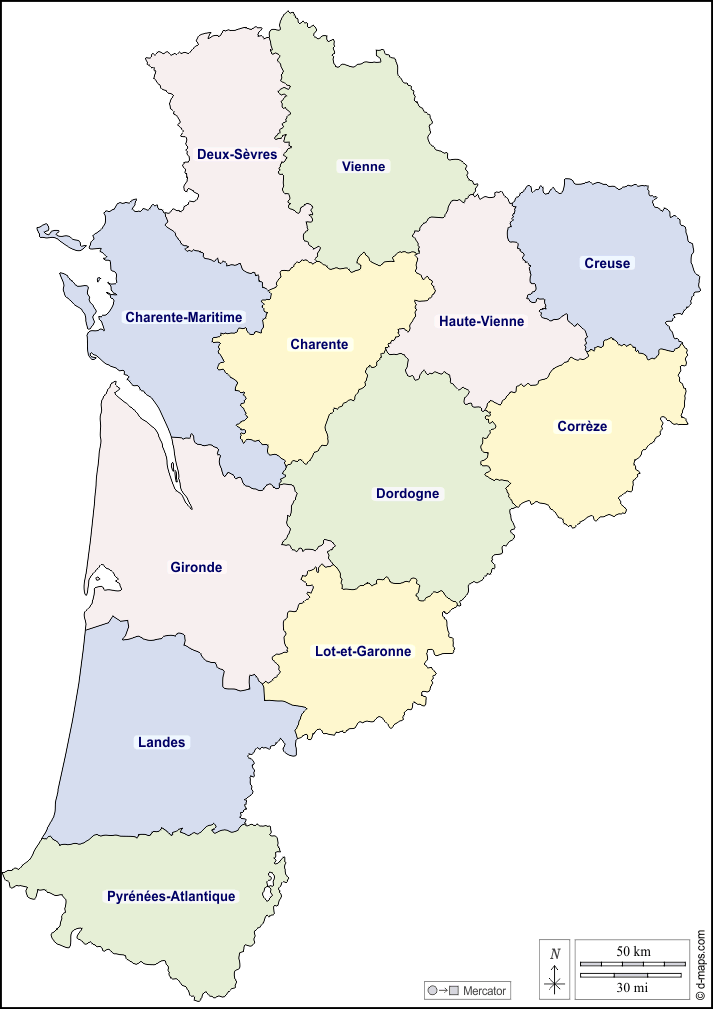 Deux-Sèvres
Vienne
Creuse
Charente-Maritime
Haute-Vienne
Charente
Corrèze
Dordogne
Gironde
Lot-et-Garonne
Landes
Pyrénées-Atlantique
N
50 km
30 mi
Mercator
© d-maps.com